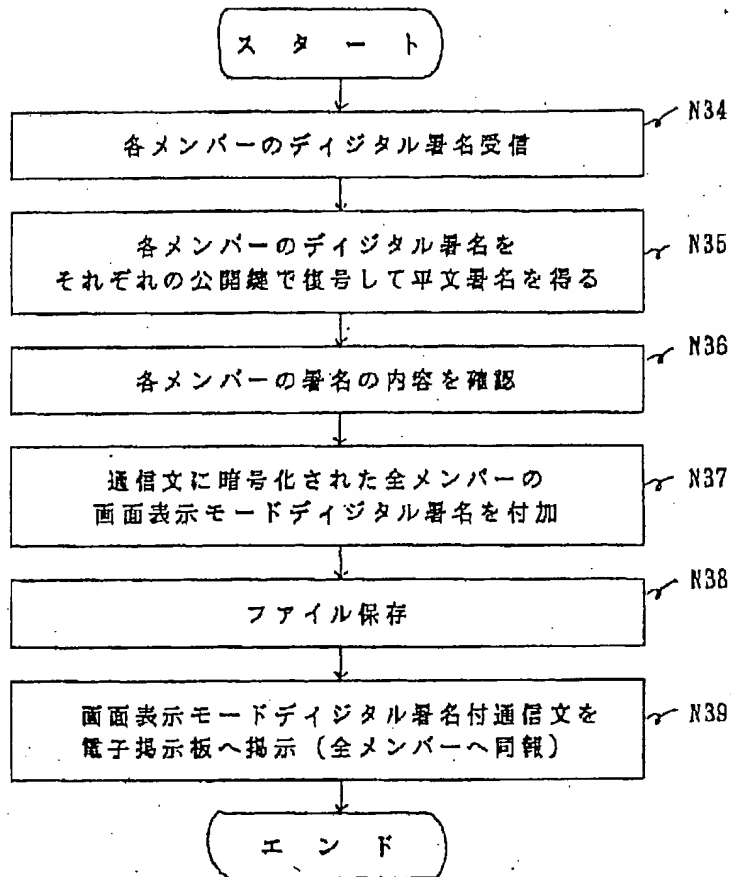 スタート
N34
各メンバーのディジタル署名受信
各メンバーのディジタル署名を
それぞれの公開鍵で復号して平文署名を得る
N35
N36
各メンバーの署名の内容を確認
通信文に暗号化された全メンバーの
画面表示モードディジタル署名を付加
N37
N38
ファイル保存
画面表示モードディジタル署名付通信文を
電子掲示板へ掲示（全メンバーへ同報）
N39
エンド